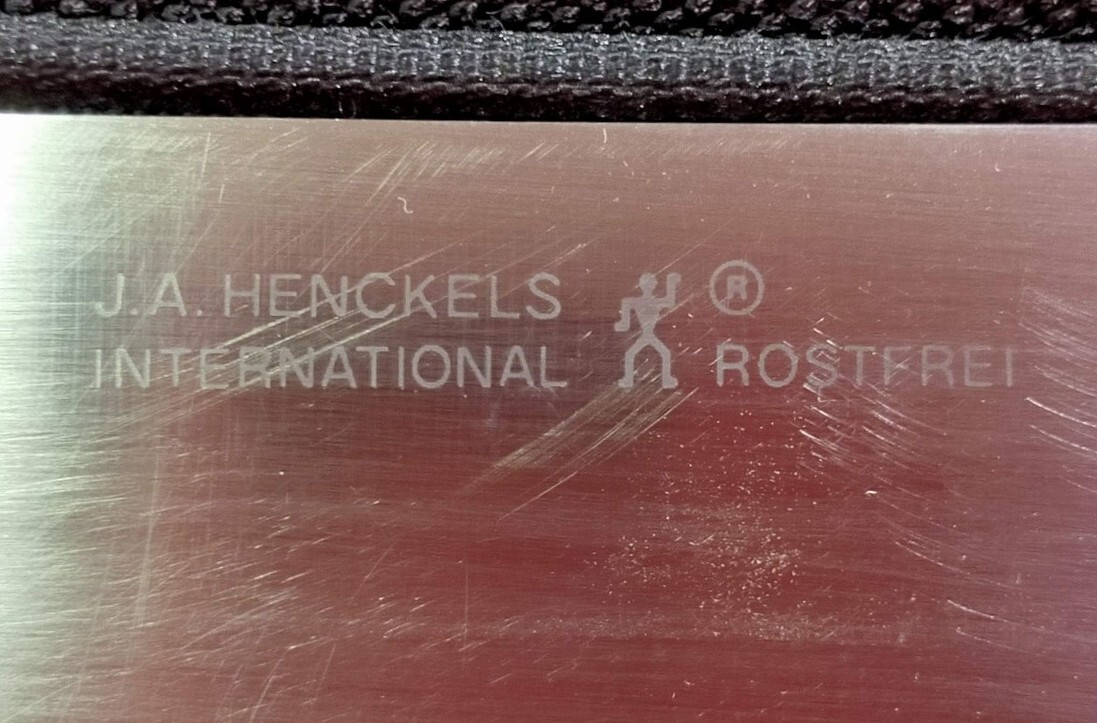 J.A. HENCKELS ®
INTERNATIONAL ROSTFREI